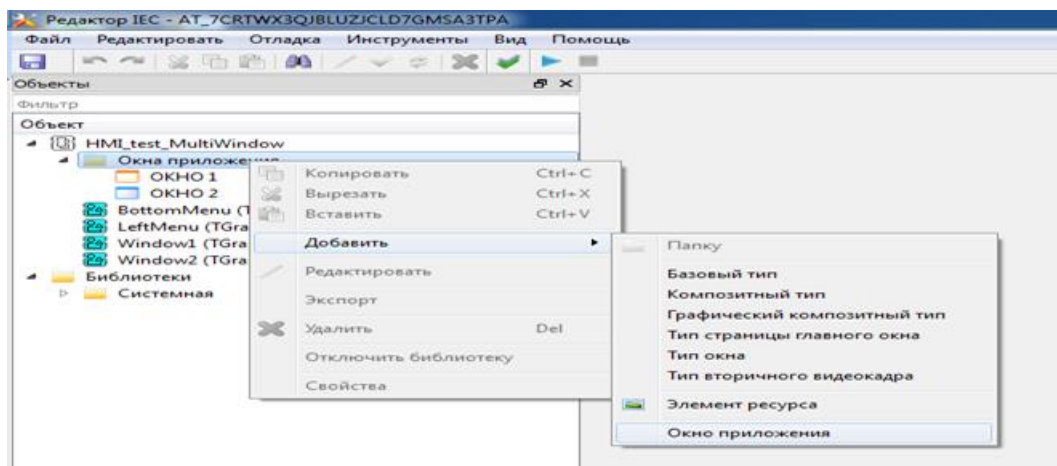 Редактор IEC - AT_7CRTWX3QJBLUZJCLD7GMSA3TPA
Файл Редактировать Отладка Инструменты Вид Помощь
Объекты
Фильтр
Объект
HMI_test_MultiWindow
Окна приложения
ОКНО 1
ОКНО 2
BottomMenu (T
LeftMenu (TGra
Window1 (TGra
Window2 (TGra
Библиотеки
Системная
Копировать Ctrl+C
Вырезать Ctrl+X
Вставить Ctrl+V
Добавить
Редактировать
Экспорт
Удалить Del
Отключить библиотеку
Свойства
Папку
Базовый тип
Композитный тип
Графический композитный тип
Тип страницы главного окна
Тип окна
Тип вторичного видеокадра
Элемент ресурса
Окно приложения